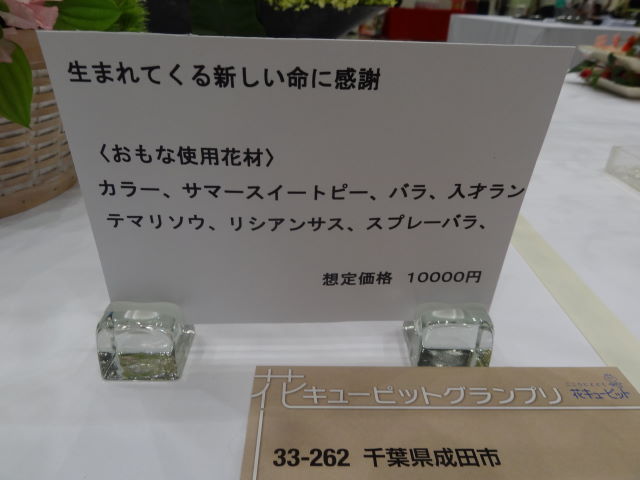 生まれてくる新しい命に感謝
〈おもな使用花材〉
カラー、サマースイートピー、バラ、入才ラン
テマリソウ、リシアンサス、スプレーバラ、
想定価格 10000円
花キューピットグランプリ
花キューピット
33-262 千葉県成田市